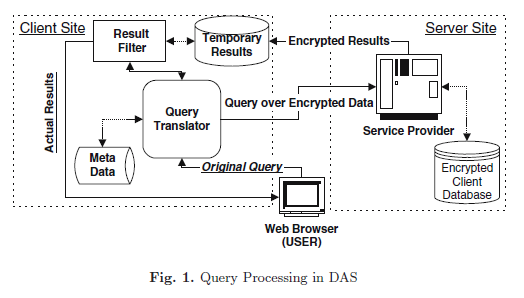 Client Site
Server Site
Result
Filter
Temporary
Results
Encrypted Results
Actual Results
Query
Translator
Query over Encrypted Data
Service Provider
Meta
Data
Original Query
Encrypted
Client
Database
Web Browser
(USER)
Fig. 1. Query Processing in DAS